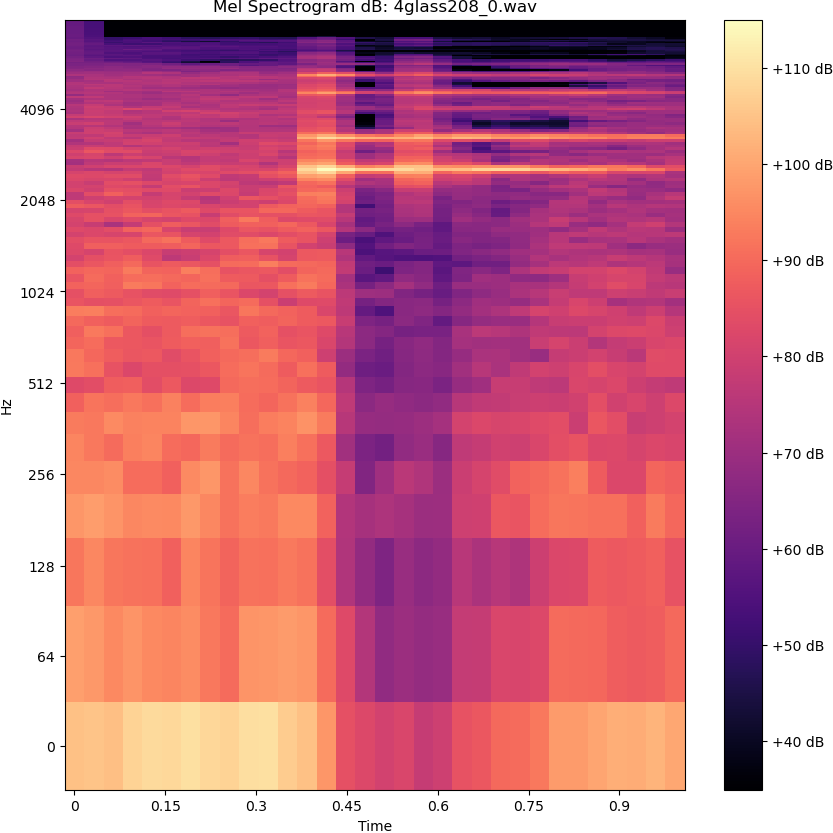 Mel Spectrogram dB: 4glass208_0.wav
+110 dB
4096
+100 dB
2048
+90 dB
1024
+80 dB
512
Hz
+70 dB
256
+60 dB
128
+50 dB
64
+40 dB
0
0 0.15 0.3 0.45 0.6 0.75 0.9
Time